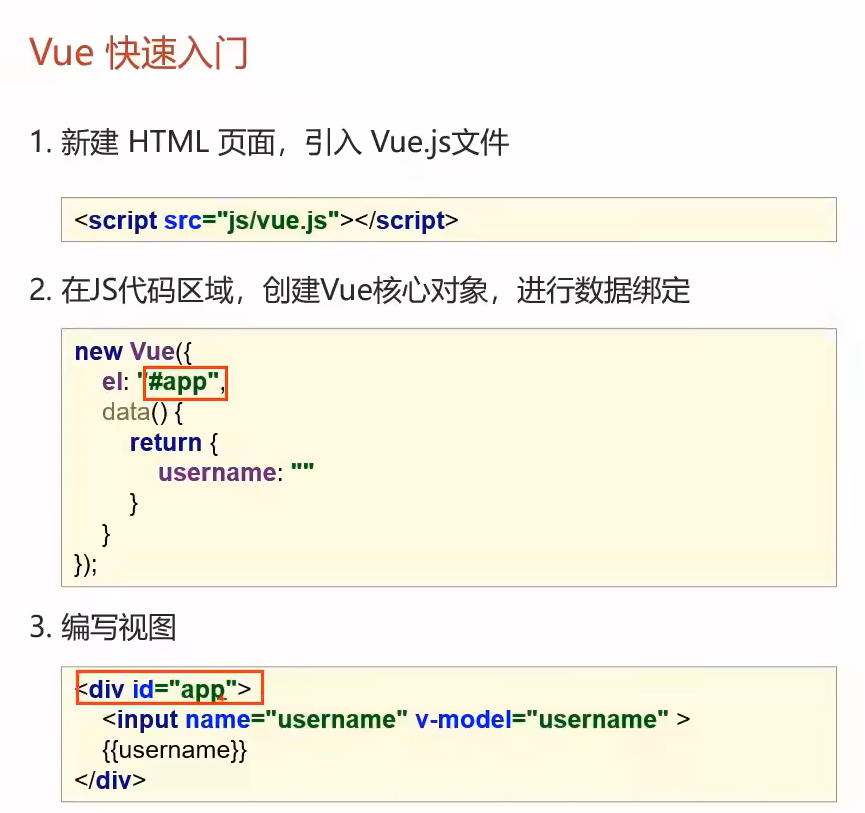 Vue 快速入门
1. 新建 HTML 页面，引入 Vue.js文件
<script src="js/vue.js"></script>
2. 在JS代码区域，创建Vue核心对象，进行数据绑定
new Vue({
el: "#app",
data() {
return {
username: ""
}
}
});
3. 编写视图
<div id="app">
<input name="username" v-model="username" >
{{username}}
</div>